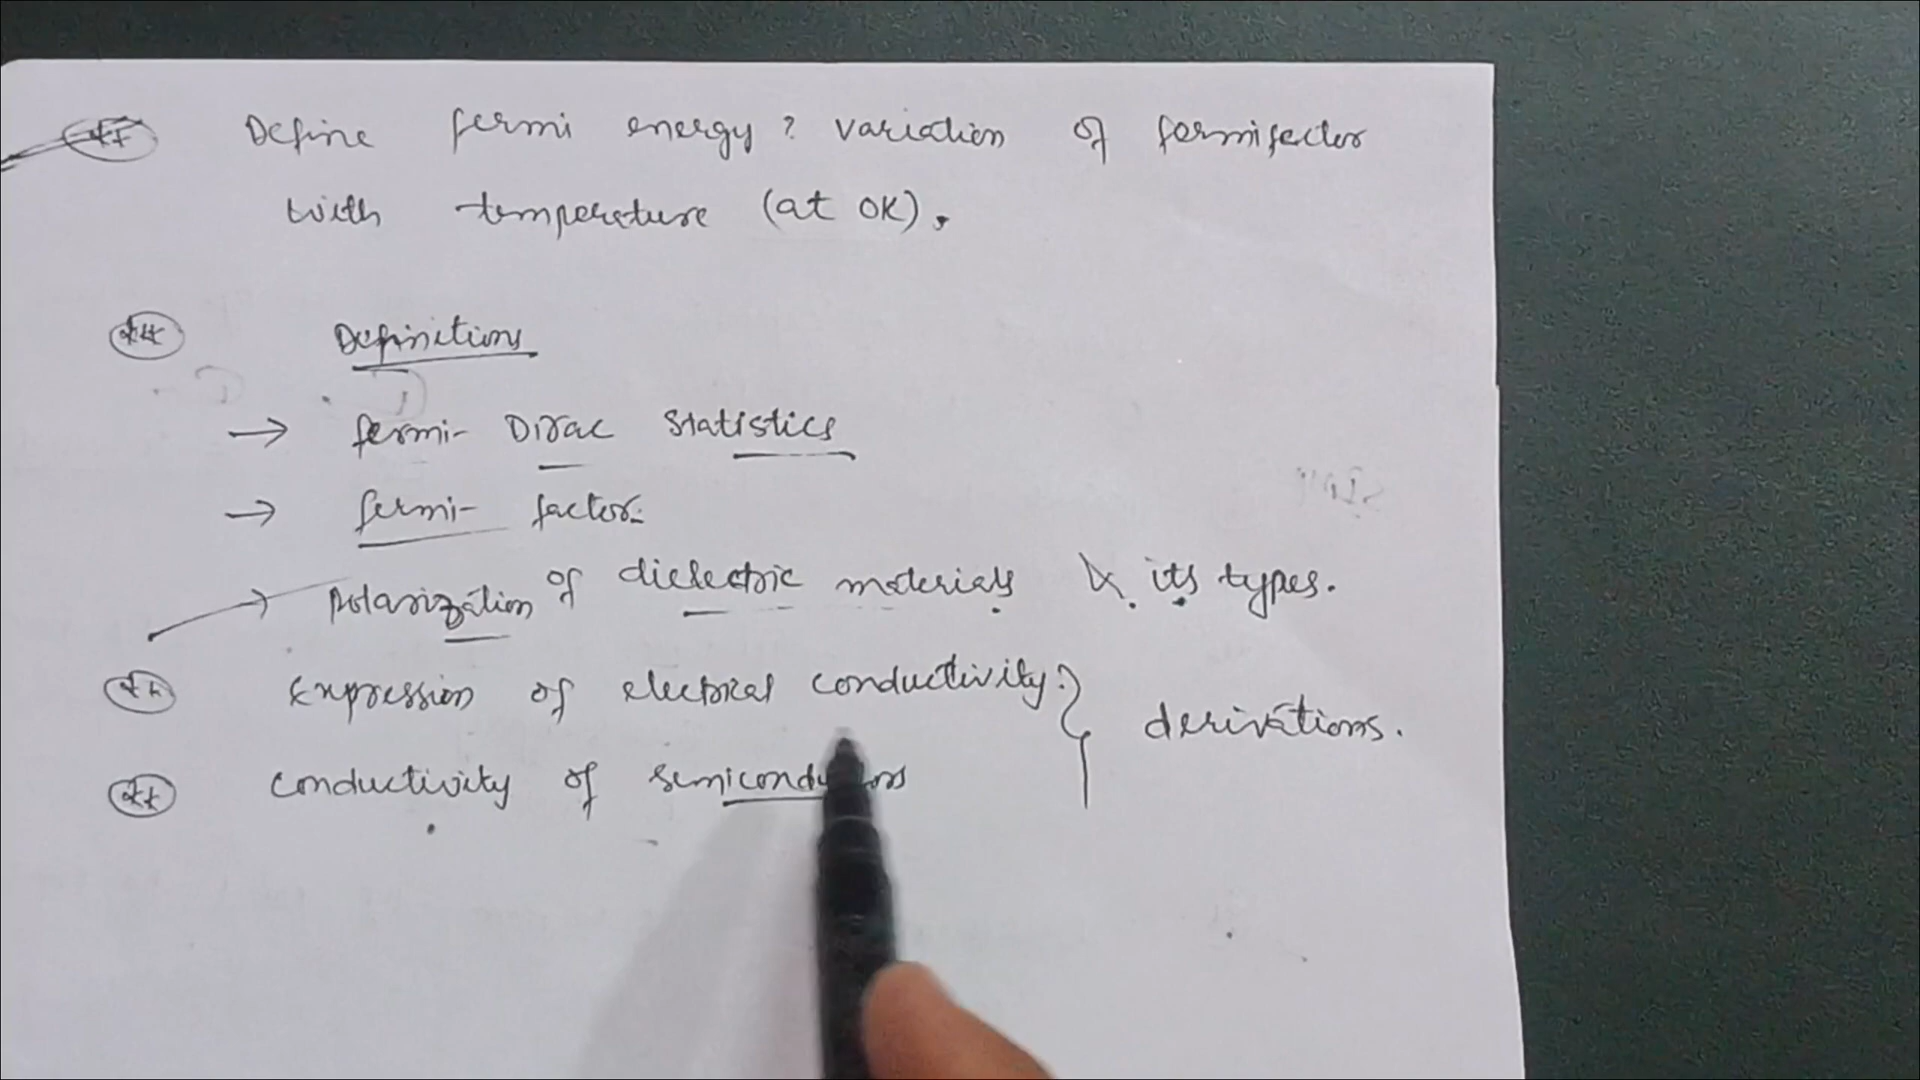 ** Define fermi energy? variation of fermifactor
with temperature (at 0K).
** Definitions
→ fermi- Dirac Statistics
→ fermi- factor.
→ polarization of dielectric materials & its types.
** Expression of electrical conductivity. } derivations.
** conductivity of semiconductors